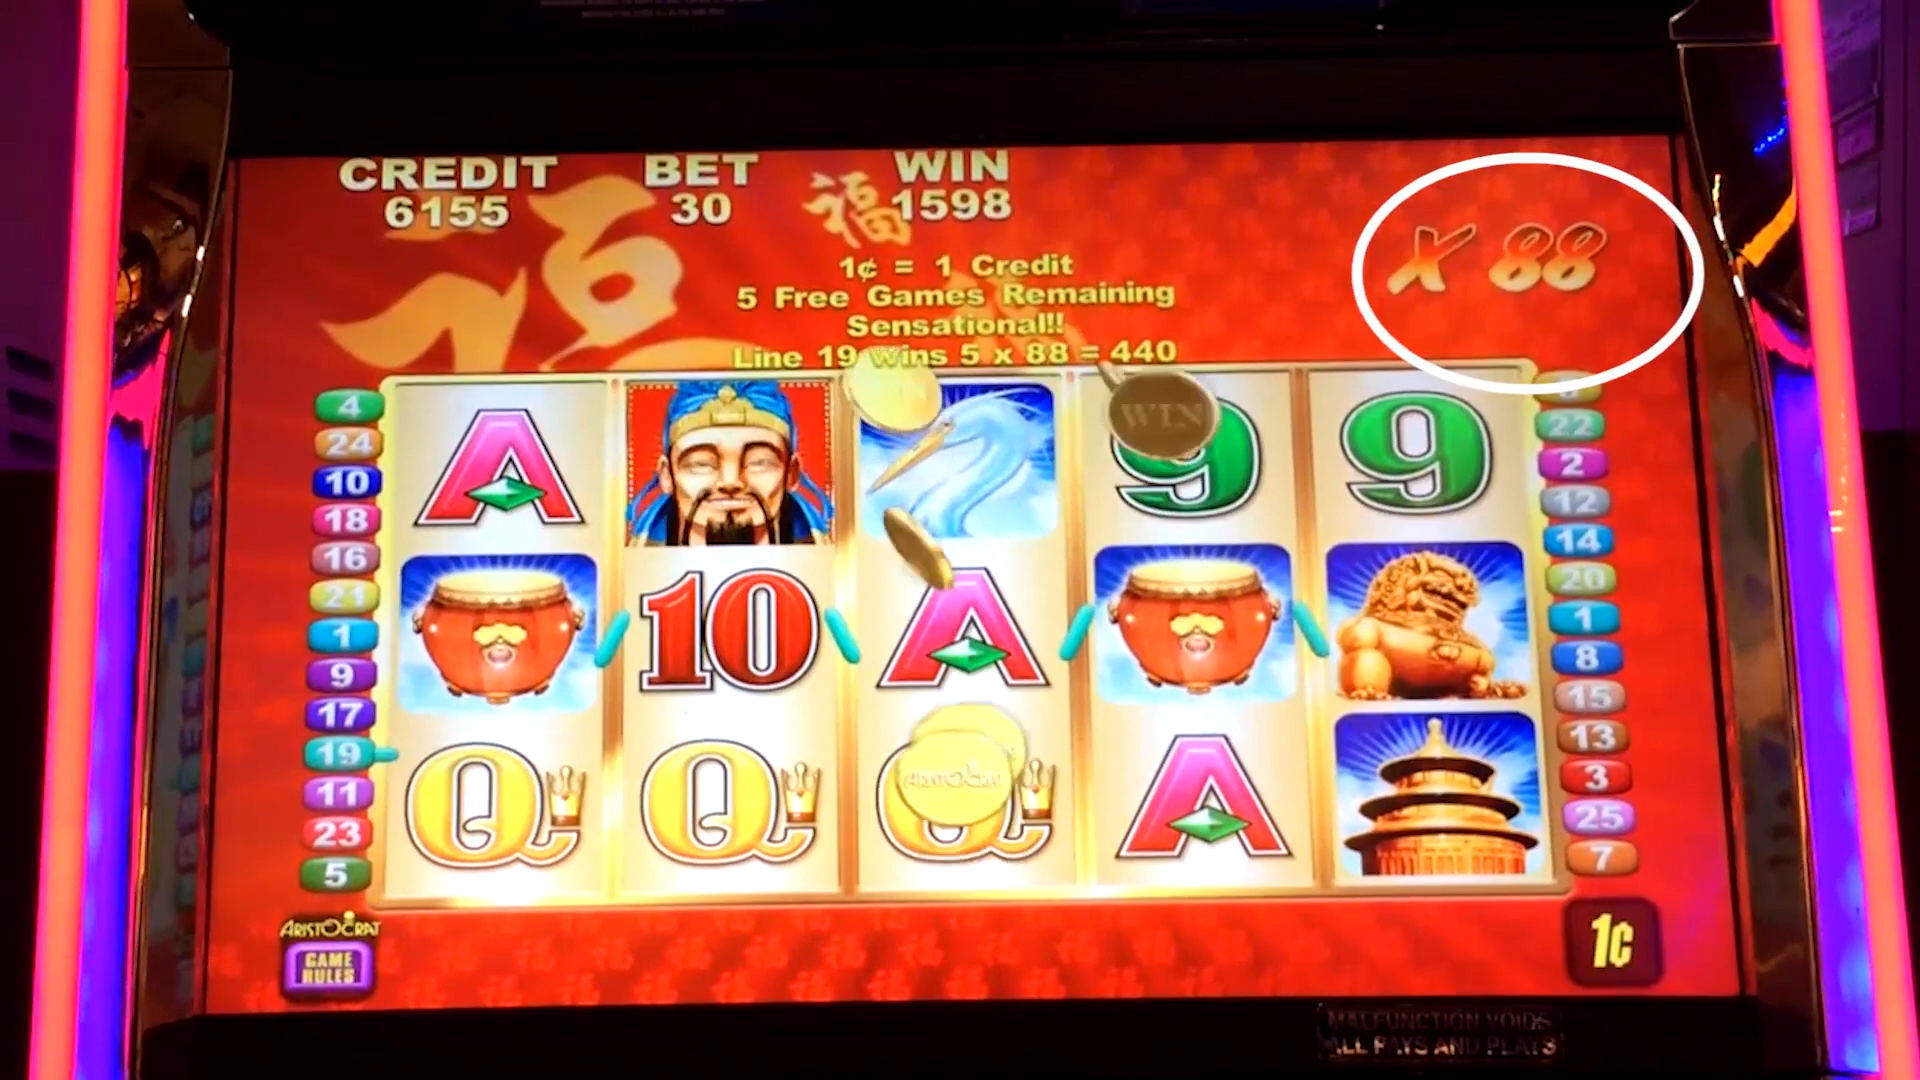 CREDIT BET WIN
6155 30 福 1598
X 88
1¢ = 1 Credit
5 Free Games Remaining
Sensational!!
Line 19 wins 5 x 88 = 440
4 A WIN 9 9
24 22
10 2
18 12
16 14
21 20
1 10 A 1
9 8
17 15
19 13
11 Q Q ARISTOCRAT Q A 3
23 25
5 7
ARISTOCRAT
GAME
RULES
1¢
MALFUNCTION VOIDS
ALL PAYS AND PLAYS